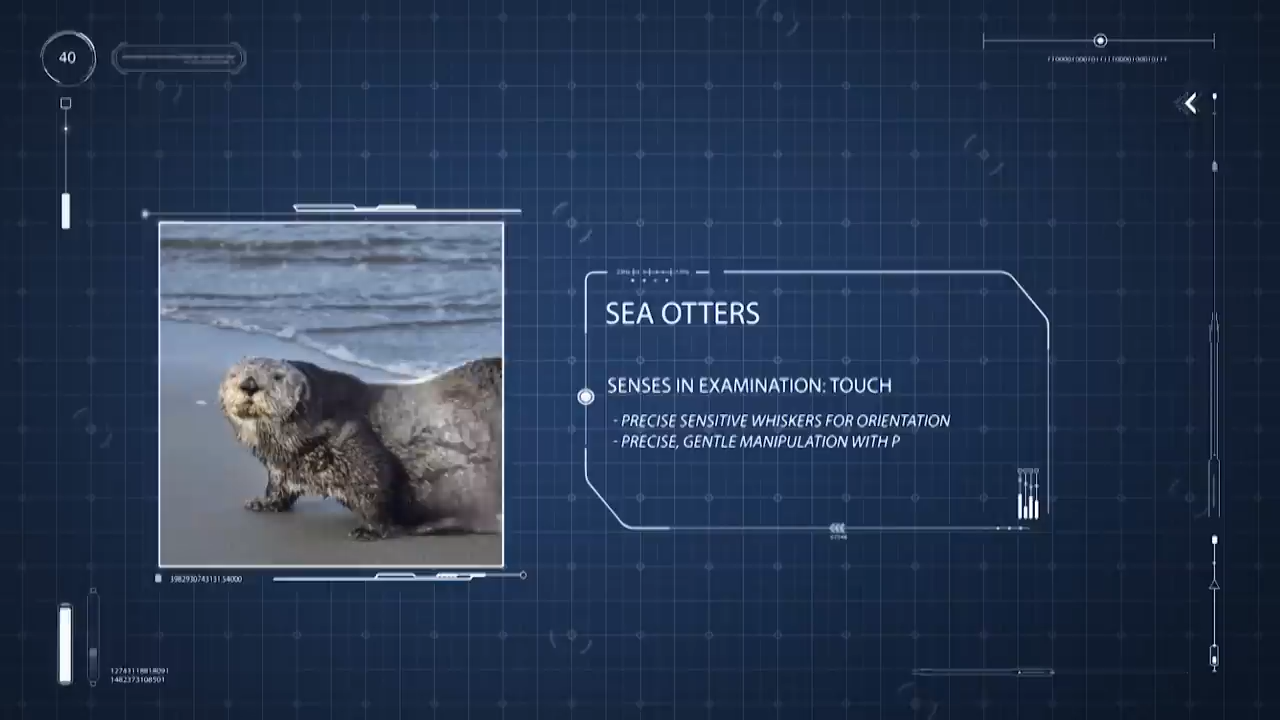 40
SEA OTTERS
SENSES IN EXAMINATION: TOUCH
- PRECISE SENSITIVE WHISKERS FOR ORIENTATION
- PRECISE, GENTLE MANIPULATION WITH P